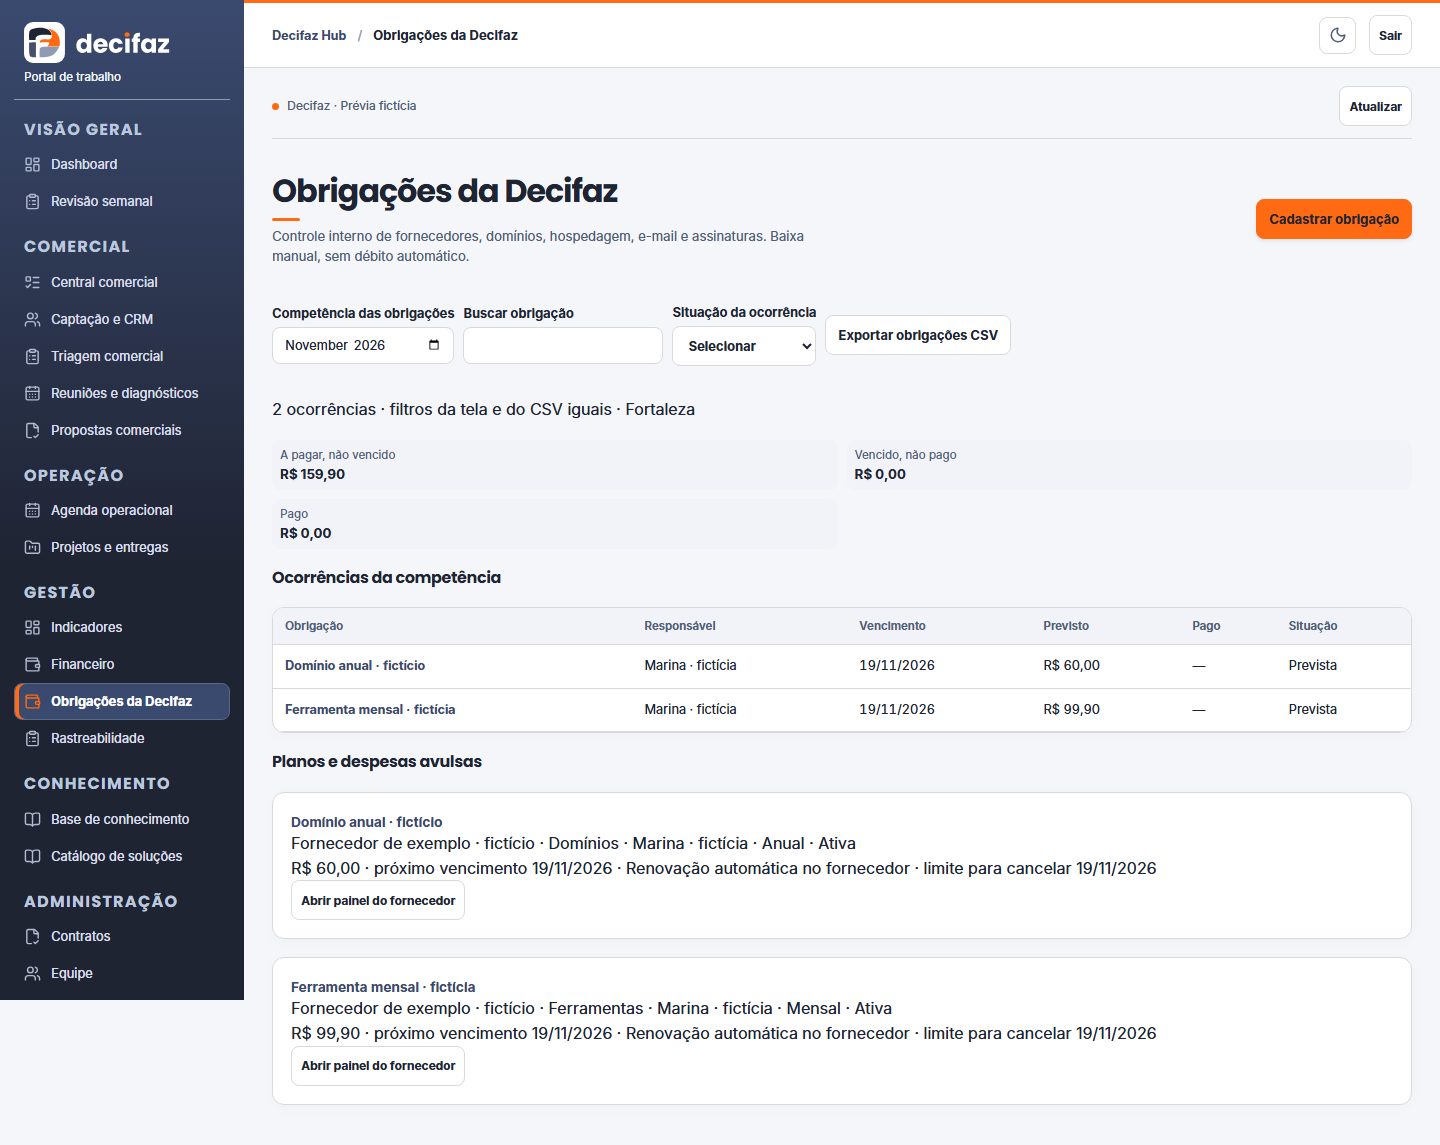 decifaz
Portal de trabalho
VISÃO GERAL
Dashboard
Revisão semanal
COMERCIAL
Central comercial
Captação e CRM
Triagem comercial
Reuniões e diagnósticos
Propostas comerciais
OPERAÇÃO
Agenda operacional
Projetos e entregas
GESTÃO
Indicadores
Financeiro
Obrigações da Decifaz
Rastreabilidade
CONHECIMENTO
Base de conhecimento
Catálogo de soluções
ADMINISTRAÇÃO
Contratos
Equipe
Decifaz Hub / Obrigações da Decifaz
Sair
Decifaz · Prévia fictícia
Atualizar
Obrigações da Decifaz
Controle interno de fornecedores, domínios, hospedagem, e-mail e assinaturas. Baixa
manual, sem débito automático.
Cadastrar obrigação
Competência das obrigações Buscar obrigação Situação da ocorrência
November 2026 Selecionar Exportar obrigações CSV
2 ocorrências · filtros da tela e do CSV iguais · Fortaleza
A pagar, não vencido
R$ 159,90
Vencido, não pago
R$ 0,00
Pago
R$ 0,00
Ocorrências da competência
Obrigação Responsável Vencimento Previsto Pago Situação
Domínio anual · fictício Marina · fictícia 19/11/2026 R$ 60,00 — Prevista
Ferramenta mensal · fictícia Marina · fictícia 19/11/2026 R$ 99,90 — Prevista
Planos e despesas avulsas
Domínio anual · fictício
Fornecedor de exemplo · fictício · Domínios · Marina · fictícia · Anual · Ativa
R$ 60,00 · próximo vencimento 19/11/2026 · Renovação automática no fornecedor · limite para cancelar 19/11/2026
Abrir painel do fornecedor
Ferramenta mensal · fictícia
Fornecedor de exemplo · fictício · Ferramentas · Marina · fictícia · Mensal · Ativa
R$ 99,90 · próximo vencimento 19/11/2026 · Renovação automática no fornecedor · limite para cancelar 19/11/2026
Abrir painel do fornecedor